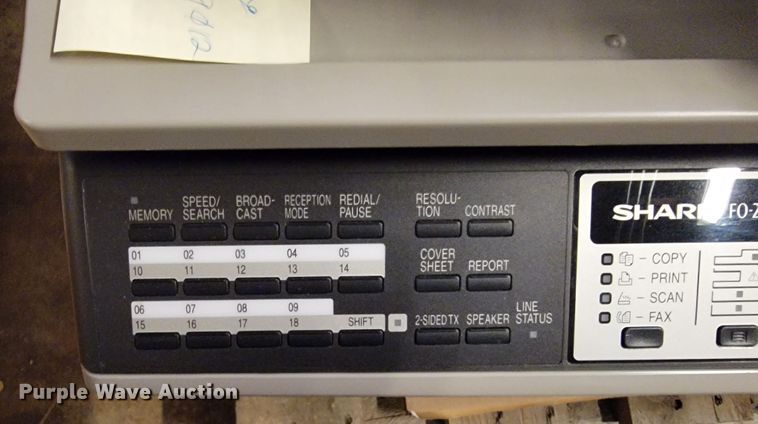 MEMORY SPEED/ SEARCH BROAD- CAST RECEPTION MODE REDIAL/ PAUSE RESOLU- TION CONTRAST
01 02 03 04 05
10 11 12 13 14
COVER SHEET REPORT
06 07 08 09
15 16 17 18 SHIFT
2-SIDED TX SPEAKER LINE STATUS
SHARP FO-
- COPY
- PRINT
- SCAN
- FAX
Purple Wave Auction